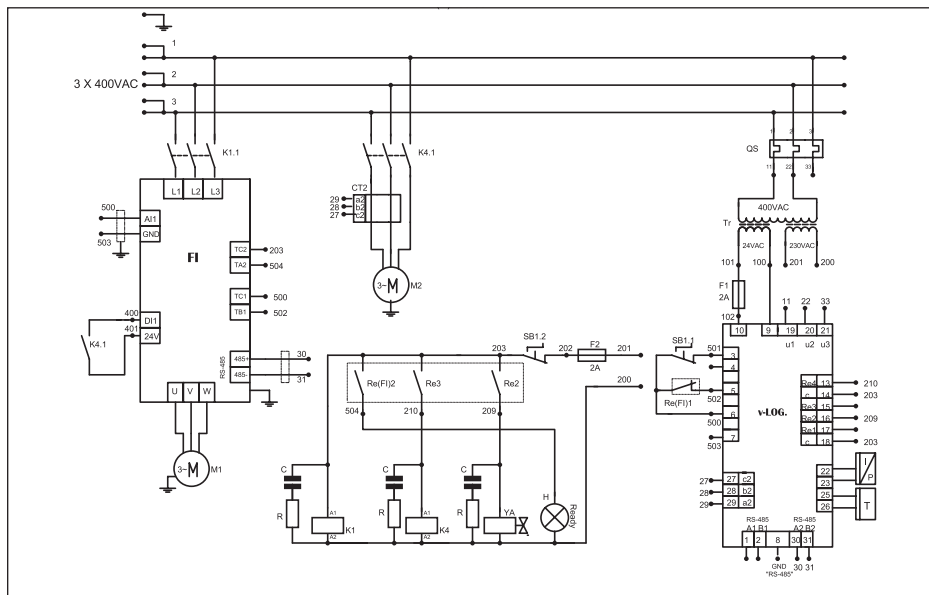 1
2
3 X 400VAC
3
K1.1
K4.1
QS
1 2 3
11 22 33
L1 L2 L3
CT2
29 a2
28 b2
27 c2
400VAC
Tr
24VAC 230VAC
500 AI1
503 GND
FI
TC2 203
TA2 504
TC1 500
TB1 502
3~M M2
101 100 201 200
F1
2A
102
11 22 33
10 9 19 20 21
u1 u2 u3
400 DI1
401 24V
K4.1
RS-485
485+ 30
485- 31
U V W
3~M M1
203 SB1.2 202 F2 201
2A
200
Re(FI)2 Re3 Re2
504 210 209
SB1.1
501 3
4
5
502
Re(FI)1
6
500
7
503
v-LOG.
Re4 13 210
c 14 203
Re3 15
Re2 16 209
Re1 17
c 18 203
22
23
I/P
25
26
T
27 27 c2
28 28 b2
29 29 a2
C C C
R R R
A1 A1
K1 K4 YA
A2 A2
H
Ready
RS-485 RS-485
A1 B1 A2 B2
1 2 8 30 31
GND 30 31
"RS-485"